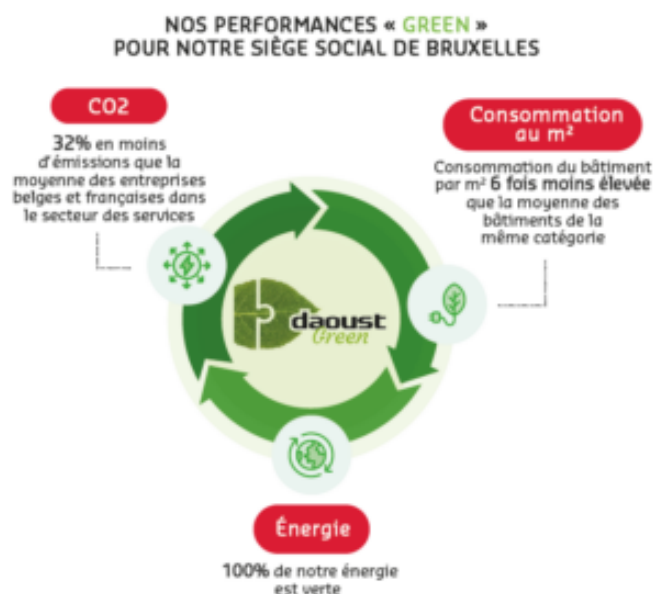 NOS PERFORMANCES « GREEN »
POUR NOTRE SIÈGE SOCIAL DE BRUXELLES
CO2
32% en moins
d'émissions que la
moyenne des entreprises
belges et françaises dans
le secteur des services
Consommation
au m²
Consommation du bâtiment
par m² 6 fois moins élevée
que la moyenne des
bâtiments de la
même catégorie
daoust
Green
Énergie
100% de notre énergie
est verte